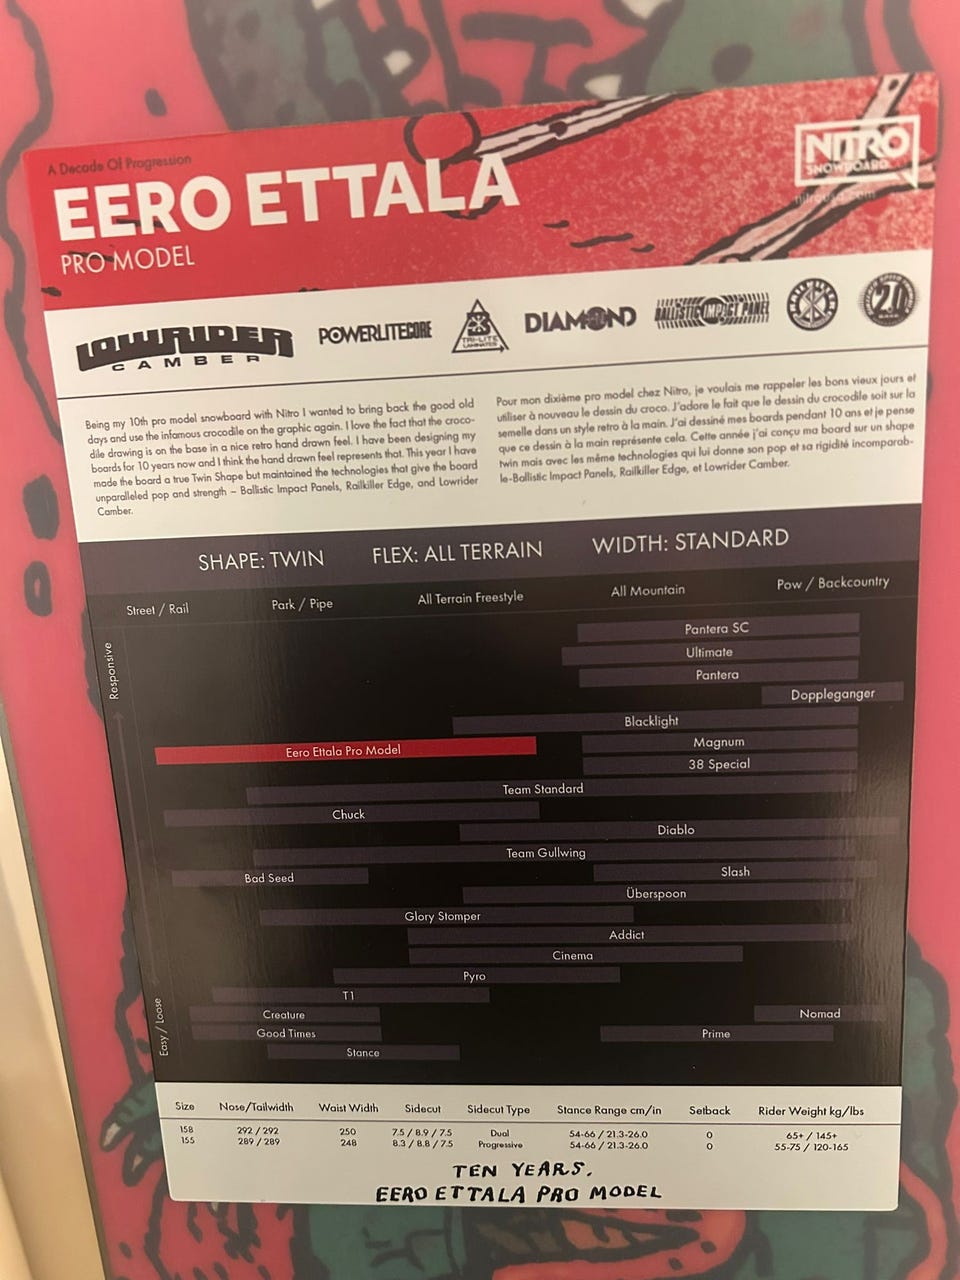 A Decade Of Progression
EERO ETTALA
PRO MODEL
NITRO
SNOWBOARDS
nitrousa.com
LOWRIDER
CAMBER
POWERLITECORE
TRI-LITE
LAMINATES
DIAMOND
BALLISTIC IMPACT PANEL
Being my 10th pro model snowboard with Nitro I wanted to bring back the good old
days and use the infamous crocodile on the graphic again. I love the fact that the croco-
dile drawing is on the base in a nice retro hand drawn feel. I have been designing my
boards for 10 years now and I think the hand drawn feel represents that. This year I have
made the board a true Twin Shape but maintained the technologies that give the board
unparalleled pop and strength – Ballistic Impact Panels, Railkiller Edge, and Lowrider
Camber.
Pour mon dixième pro model chez Nitro, je voulais me rappeler les bons vieux jours et
utiliser à nouveau le dessin du croco. J'adore le fait que le dessin du crocodile soit sur la
semelle dans un style retro à la main. J'ai dessiné mes boards pendant 10 ans et je pense
que ce dessin à la main représente cela. Cette année j'ai conçu ma board sur un shape
twin mais avec les même technologies qui lui donne son pop et sa rigidité incomparab-
le-Ballistic Impact Panels, Railkiller Edge, et Lowrider Camber.
SHAPE: TWIN FLEX: ALL TERRAIN WIDTH: STANDARD
Street / Rail Park / Pipe All Terrain Freestyle All Mountain Pow / Backcountry
Responsive
Pantera SC
Ultimate
Pantera
Doppleganger
Blacklight
Eero Ettala Pro Model Magnum
38 Special
Team Standard
Chuck
Diablo
Team Gullwing
Bad Seed Slash
Überspoon
Glory Stomper
Addict
Cinema
Pyro
T1
Creature Nomad
Good Times Prime
Stance
Easy / Loose
Size Nose/Tailwidth Waist Width Sidecut Sidecut Type Stance Range cm/in Setback Rider Weight kg/lbs
158 292 / 292 250 7.5 / 8.9 / 7.5 Dual 54-66 / 21.3-26.0 0 65+ / 145+
155 289 / 289 248 8.3 / 8.8 / 7.5 Progressive 54-66 / 21.3-26.0 0 55-75 / 120-165
TEN YEARS.
EERO ETTALA PRO MODEL